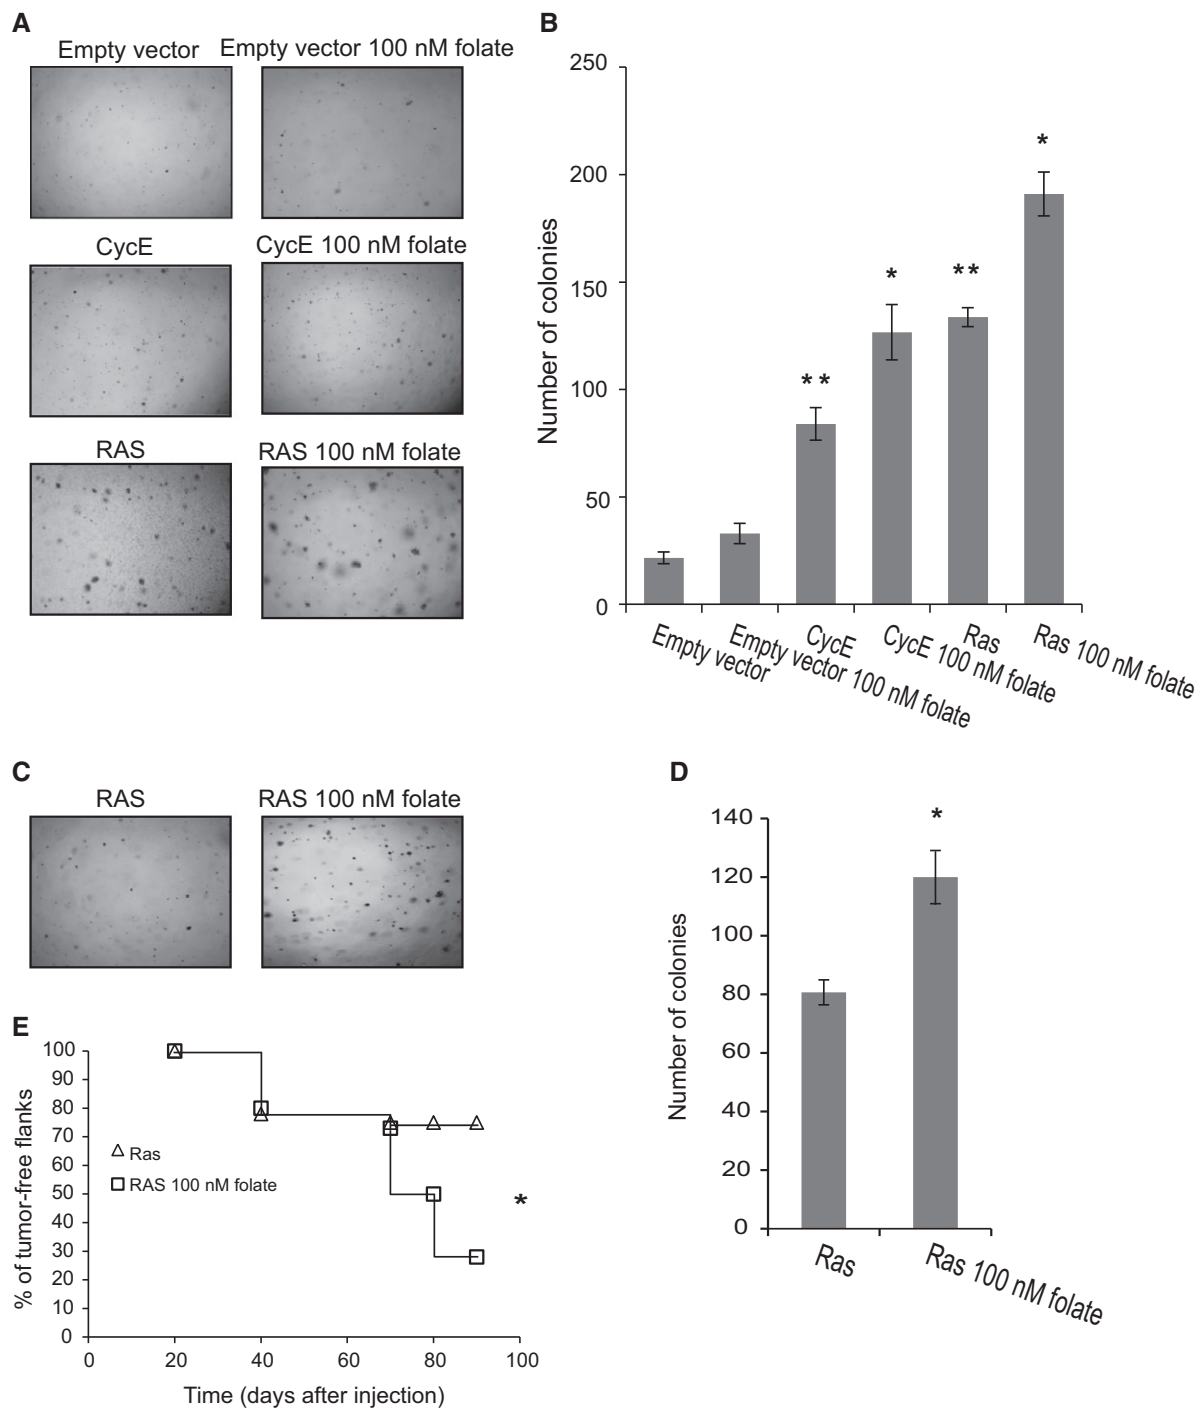 A
Empty vector
Empty vector 100 nM folate
CycE
CycE 100 nM folate
RAS
RAS 100 nM folate
B
Number of colonies
250
200
150
100
50
0
Empty vector
Empty vector 100 nM folate
CycE
CycE 100 nM folate
Ras
Ras 100 nM folate
**
*
**
*
C
RAS
RAS 100 nM folate
D
Number of colonies
140
120
100
80
60
40
20
0
*
Ras
Ras 100 nM folate
E
% of tumor-free flanks
100
90
80
70
60
50
40
30
20
10
0
Ras
RAS 100 nM folate
*
0 20 40 60 80 100
Time (days after injection)